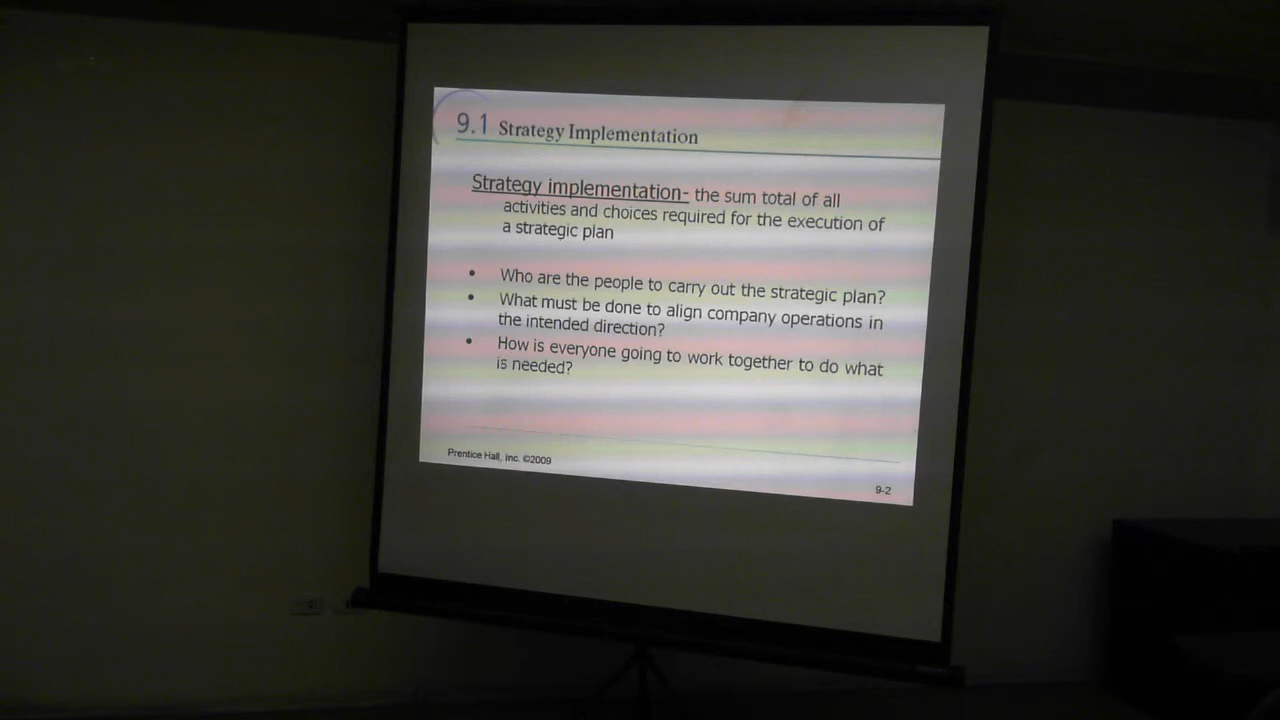 9.1 Strategy Implementation
Strategy implementation- the sum total of all
activities and choices required for the execution of
a strategic plan
• Who are the people to carry out the strategic plan?
• What must be done to align company operations in
the intended direction?
• How is everyone going to work together to do what
is needed?
Prentice Hall, Inc. ©2009
9-2